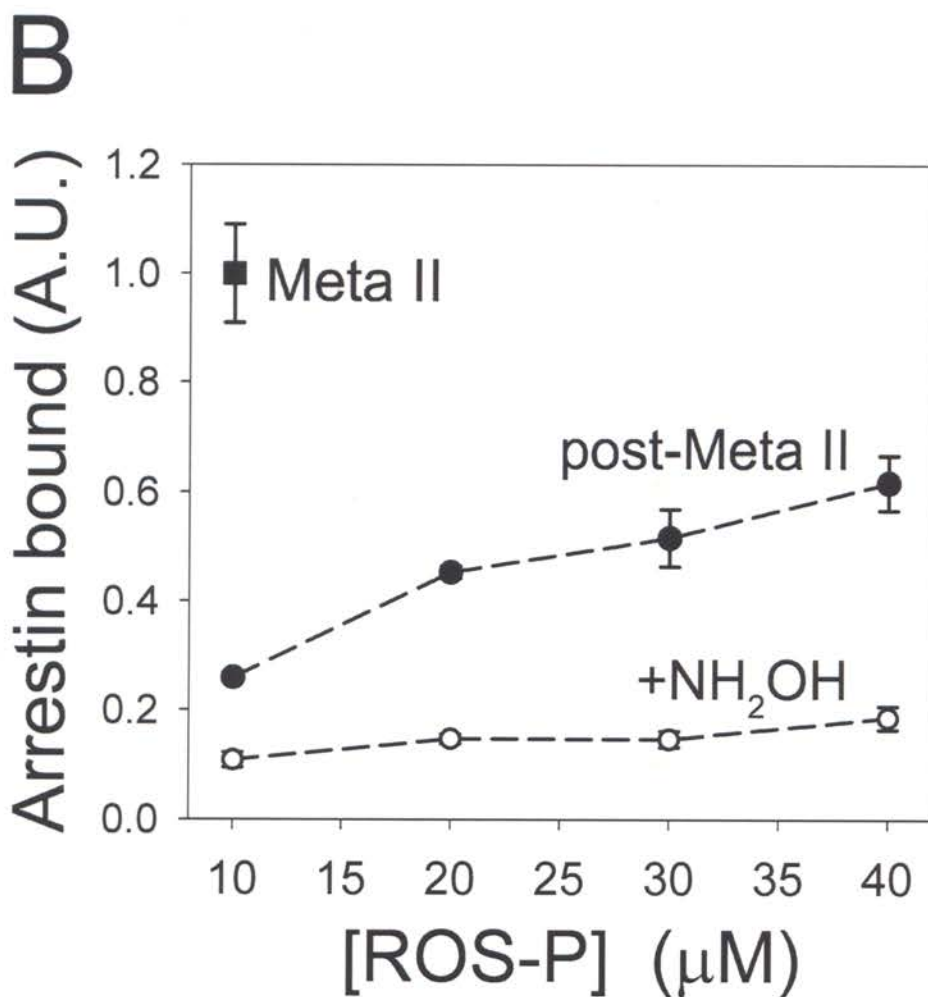 B
Arrestin bound (A.U.)
1.2
1.0
0.8
0.6
0.4
0.2
0.0
Meta II
post-Meta II
+NH₂OH
10 15 20 25 30 35 40
[ROS-P] (μM)